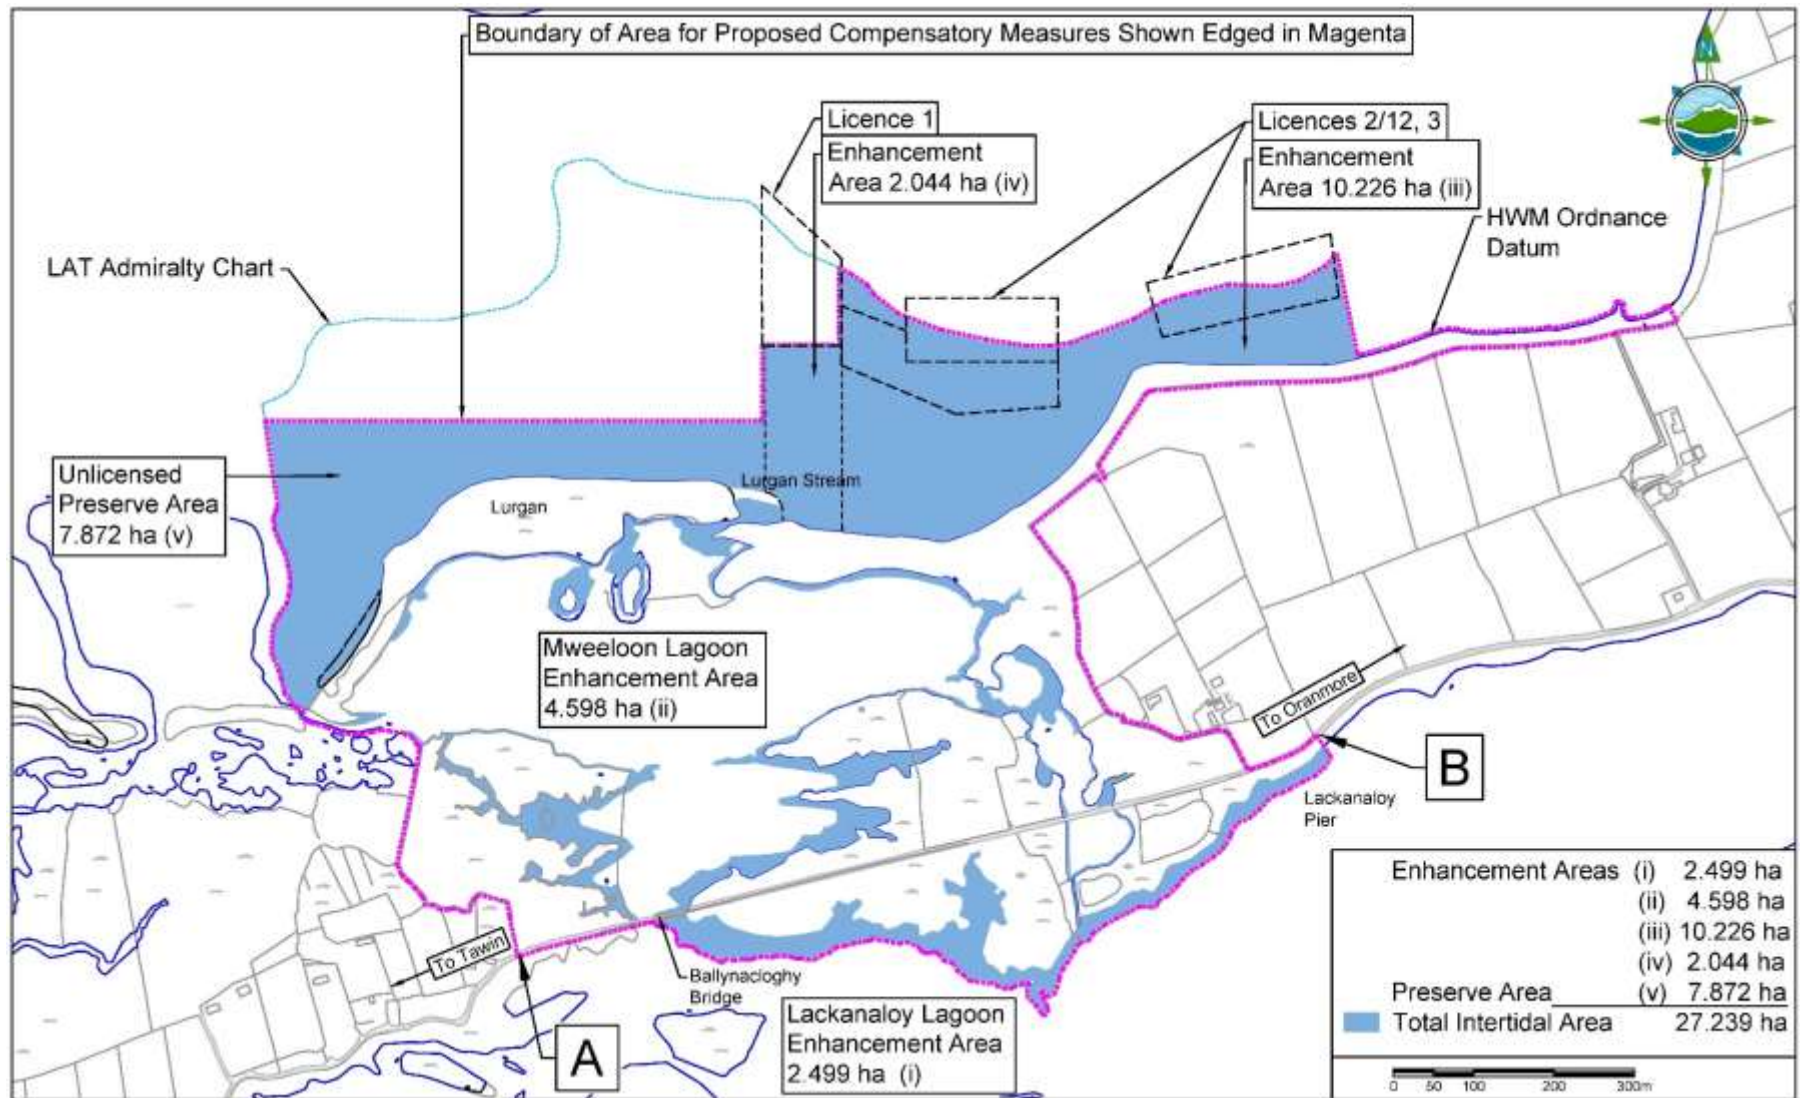 Boundary of Area for Proposed Compensatory Measures Shown Edged in Magenta
N
Licence 1
Enhancement
Area 2.044 ha (iv)
Licences 2/12, 3
Enhancement
Area 10.226 ha (iii)
HWM Ordnance
Datum
LAT Admiralty Chart
Unlicensed
Preserve Area
7.872 ha (v)
Lurgan
Lurgan Stream
Mweeloon Lagoon
Enhancement Area
4.598 ha (ii)
To Oranmore
B
Lackanaloy
Pier
To Tawin
A
Ballynacloghy
Bridge
Lackanaloy Lagoon
Enhancement Area
2.499 ha (i)
Enhancement Areas (i) 2.499 ha
(ii) 4.598 ha
(iii) 10.226 ha
(iv) 2.044 ha
Preserve Area (v) 7.872 ha
Total Intertidal Area 27.239 ha
0 50 100 200 300m